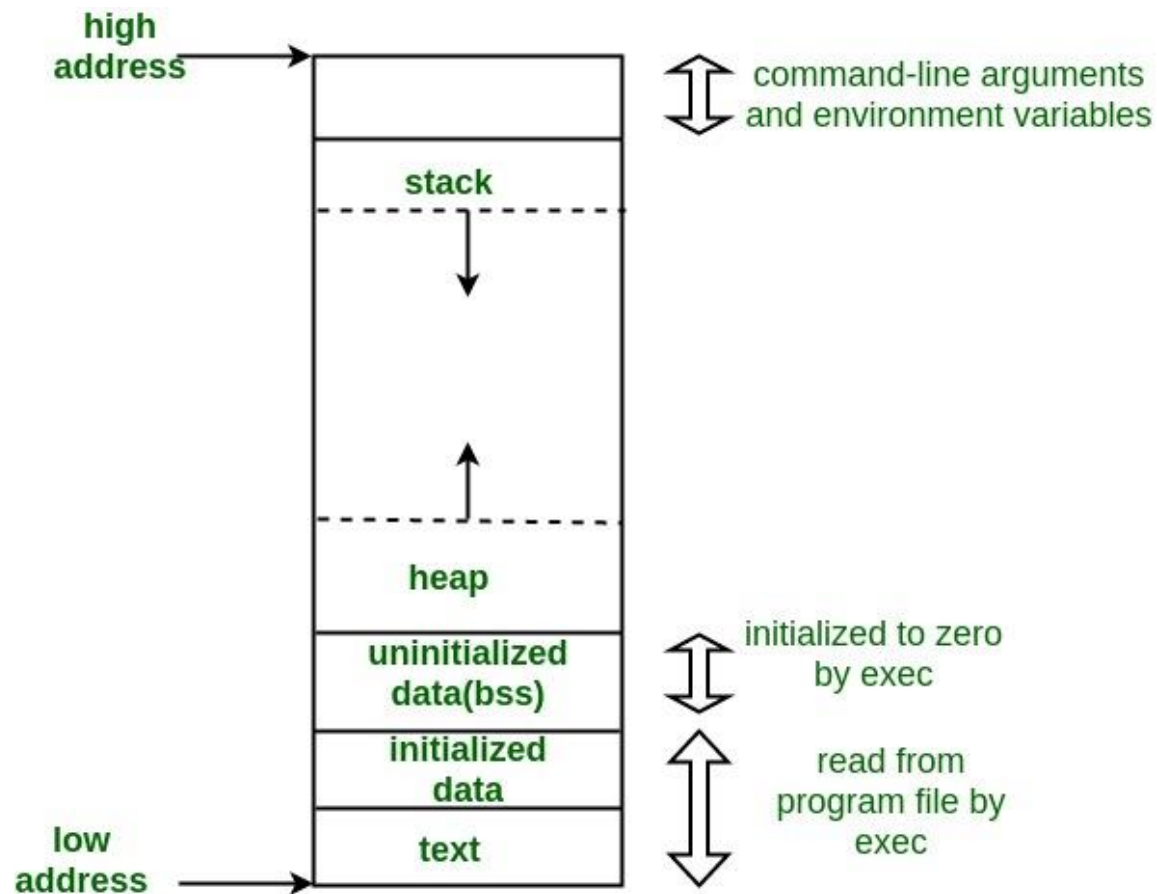 high
address
command-line arguments
and environment variables
stack
heap
uninitialized
data(bss)
initialized to zero
by exec
initialized
data
read from
program file by
exec
text
low
address